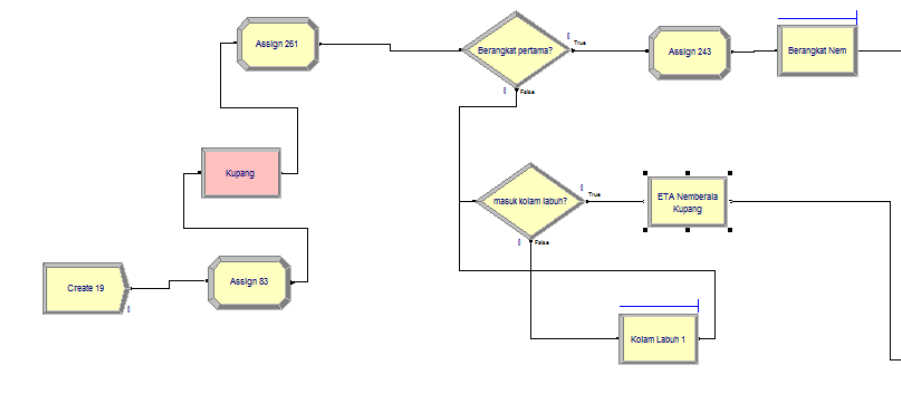 Assign 261
Berangkat pertama?
True
False
Assign 243
Berangkat Nem
Kupang
masuk kolam labuh?
True
False
ETA Nemberala
Kupang
Create 19
Assign 83
Kolam Labuh 1